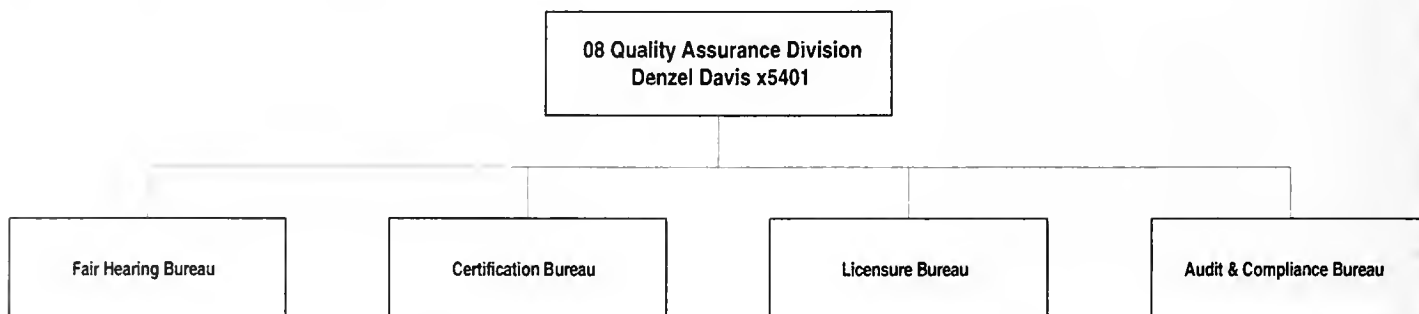 08 Quality Assurance Division
Denzel Davis x5401
Fair Hearing Bureau
Certification Bureau
Licensure Bureau
Audit & Compliance Bureau